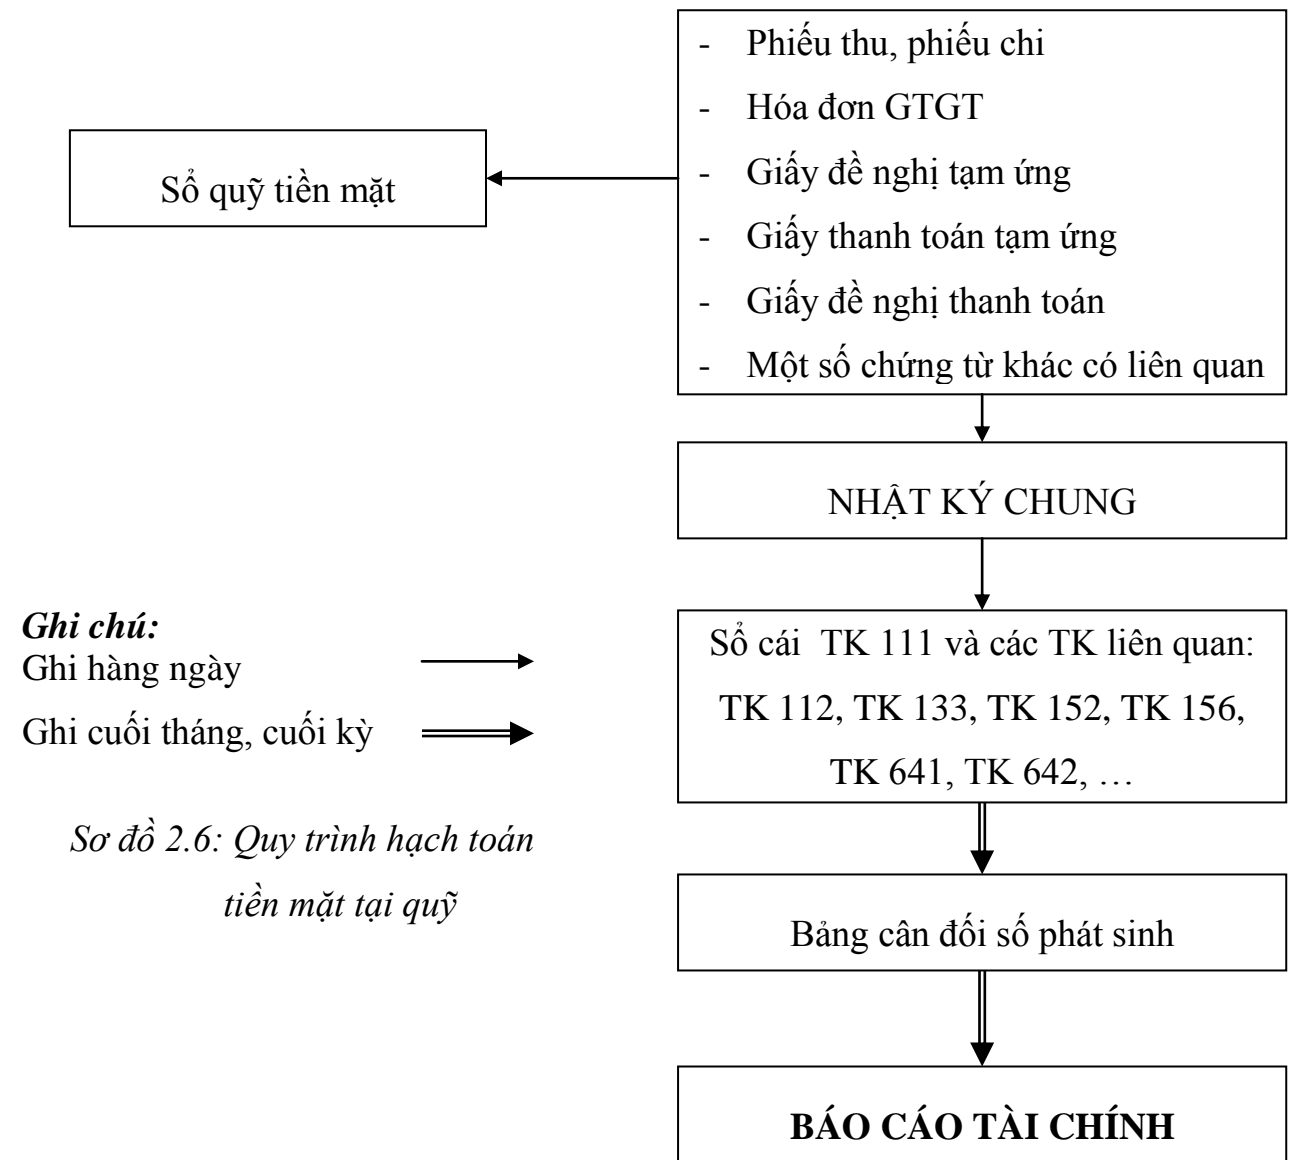 - Phiếu thu, phiếu chi
- Hóa đơn GTGT
- Giấy đề nghị tạm ứng
- Giấy thanh toán tạm ứng
- Giấy đề nghị thanh toán
- Một số chứng từ khác có liên quan
Sổ quỹ tiền mặt
NHẬT KÝ CHUNG
Sổ cái TK 111 và các TK liên quan:
TK 112, TK 133, TK 152, TK 156,
TK 641, TK 642, …
Ghi chú:
Ghi hàng ngày
Ghi cuối tháng, cuối kỳ
Sơ đồ 2.6: Quy trình hạch toán
tiền mặt tại quỹ
Bảng cân đối số phát sinh
BÁO CÁO TÀI CHÍNH